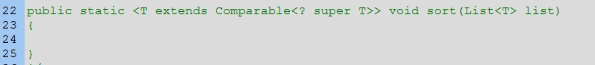 22 public static <T extends Comparable<? super T>> void sort(List<T> list)
23 {
24
25 }